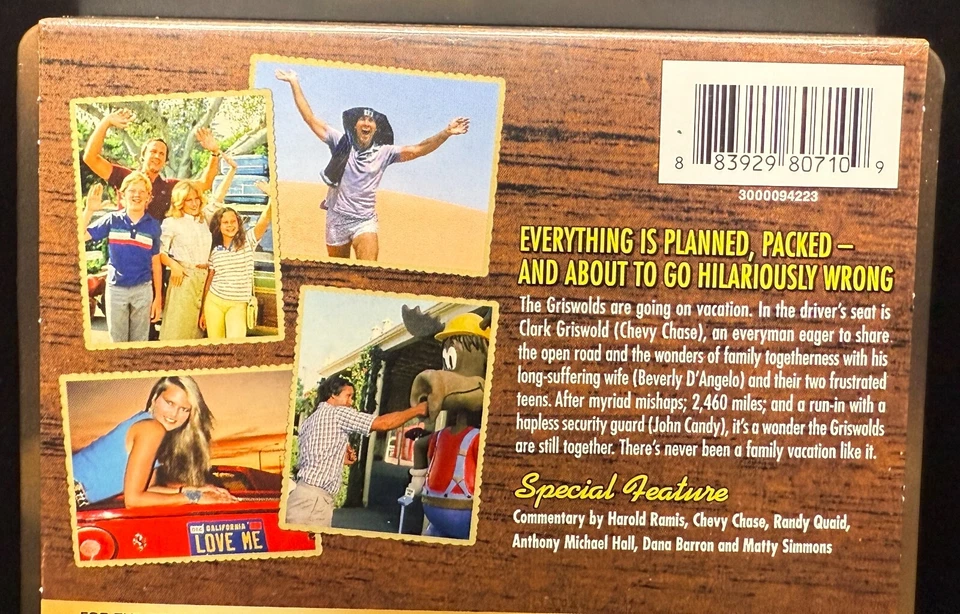 8 83929 80710 9
3000094223
EVERYTHING IS PLANNED, PACKED –
AND ABOUT TO GO HILARIOUSLY WRONG
The Griswolds are going on vacation. In the driver's seat is
Clark Griswold (Chevy Chase), an everyman eager to share
the open road and the wonders of family togetherness with his
long-suffering wife (Beverly D'Angelo) and their two frustrated
teens. After myriad mishaps; 2,460 miles; and a run-in with a
hapless security guard (John Candy), it's a wonder the Griswolds
are still together. There's never been a family vacation like it.
Special Feature
Commentary by Harold Ramis, Chevy Chase, Randy Quaid,
Anthony Michael Hall, Dana Barron and Matty Simmons
CALIFORNIA
LOVE ME